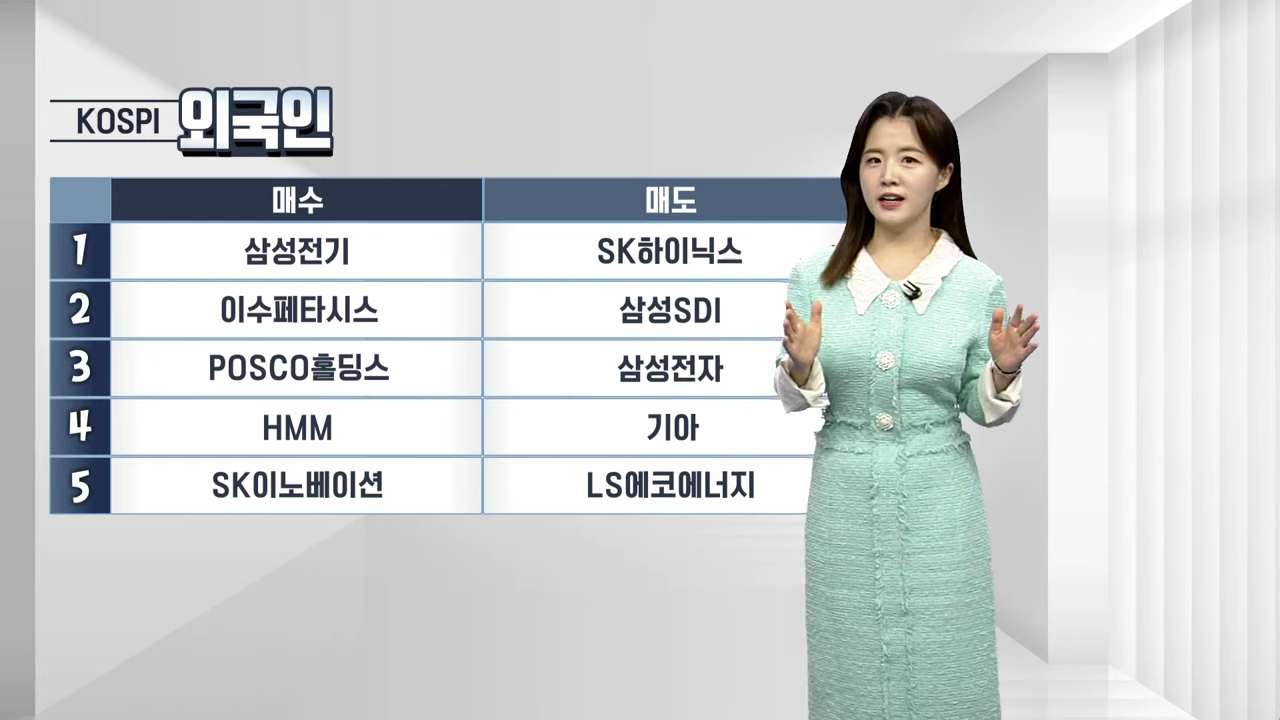 KOSPI 외국인
매수 매도
1 삼성전기 SK하이닉스
2 이수페타시스 삼성SDI
3 POSCO홀딩스 삼성전자
4 HMM 기아
5 SK이노베이션 LS에코에너지